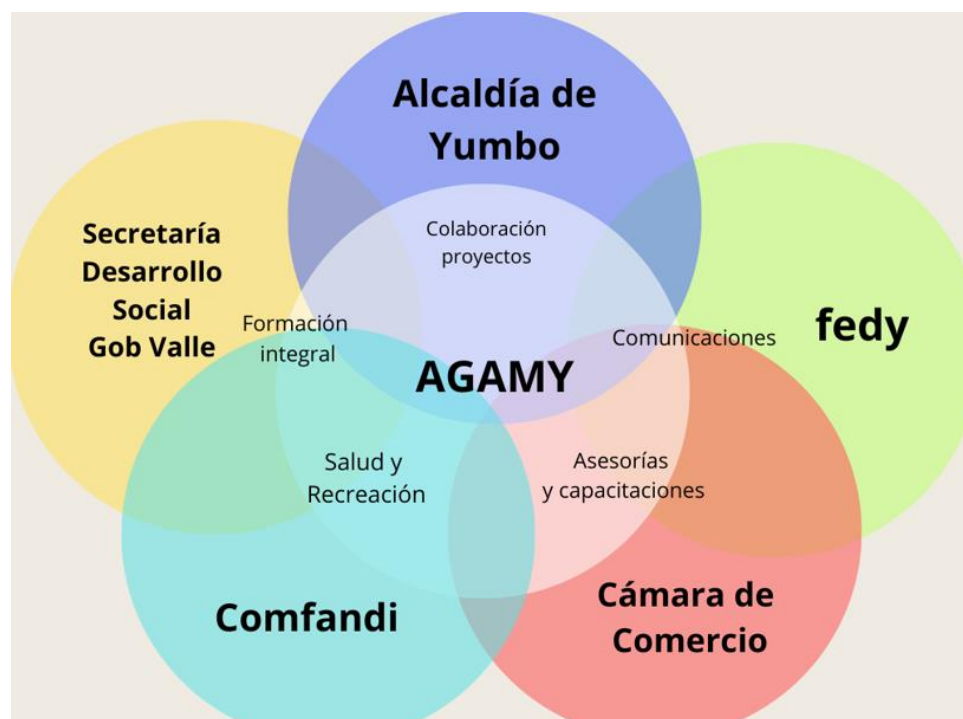 Alcaldía de
Yumbo
Colaboración
proyectos
Secretaría
Desarrollo
Social
Gob Valle
Formación
integral
Comunicaciones
fedy
AGAMY
Salud y
Recreación
Asesorías
y capacitaciones
Comfandi
Cámara de
Comercio